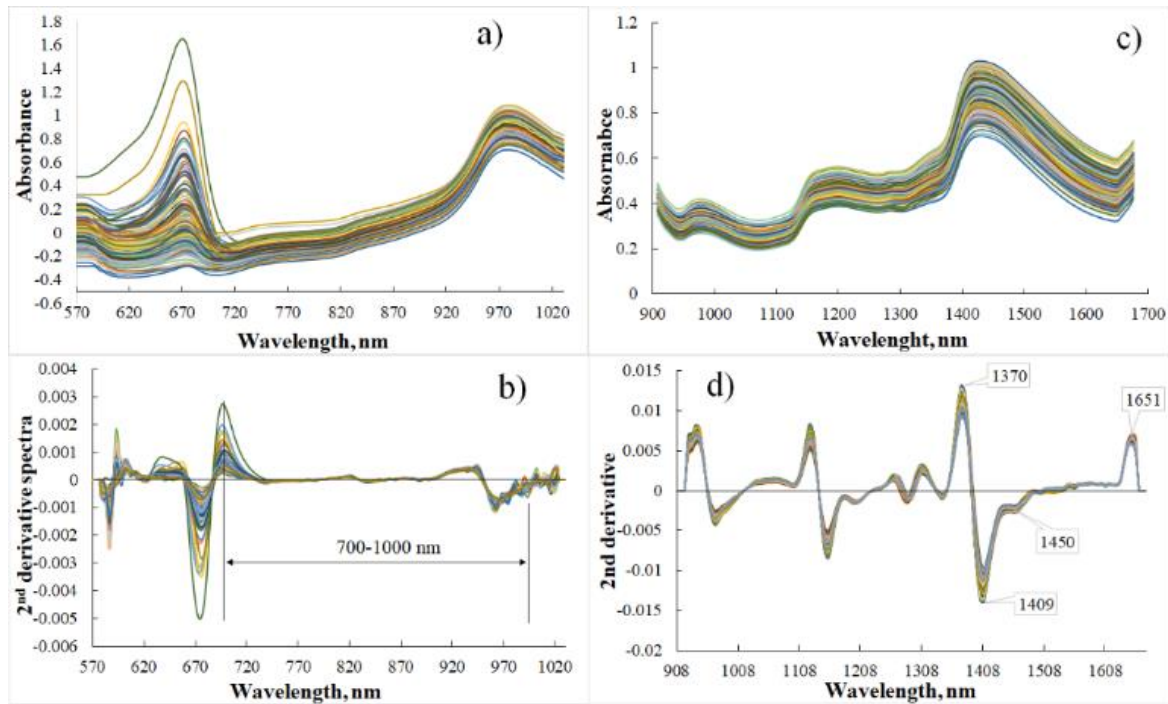 a)
1.8
1.6
1.4
1.2
1
0.8
0.6
0.4
0.2
0
-0.2
-0.4
-0.6
Absorbance
570 620 670 720 770 820 870 920 970 1020
Wavelength, nm
c)
1
0.8
0.6
0.4
0.2
0
Absornabce
900 1000 1100 1200 1300 1400 1500 1600 1700
Wavelenght, nm
b)
0.004
0.003
0.002
0.001
0
-0.001
-0.002
-0.003
-0.004
-0.005
-0.006
2nd derivative spectra
700-1000 nm
570 620 670 720 770 820 870 920 970 1020
Wavelength, nm
d)
0.015
0.01
0.005
0
-0.005
-0.01
-0.015
-0.02
2nd derivative
1370
1651
1450
1409
908 1008 1108 1208 1308 1408 1508 1608
Wavelength, nm